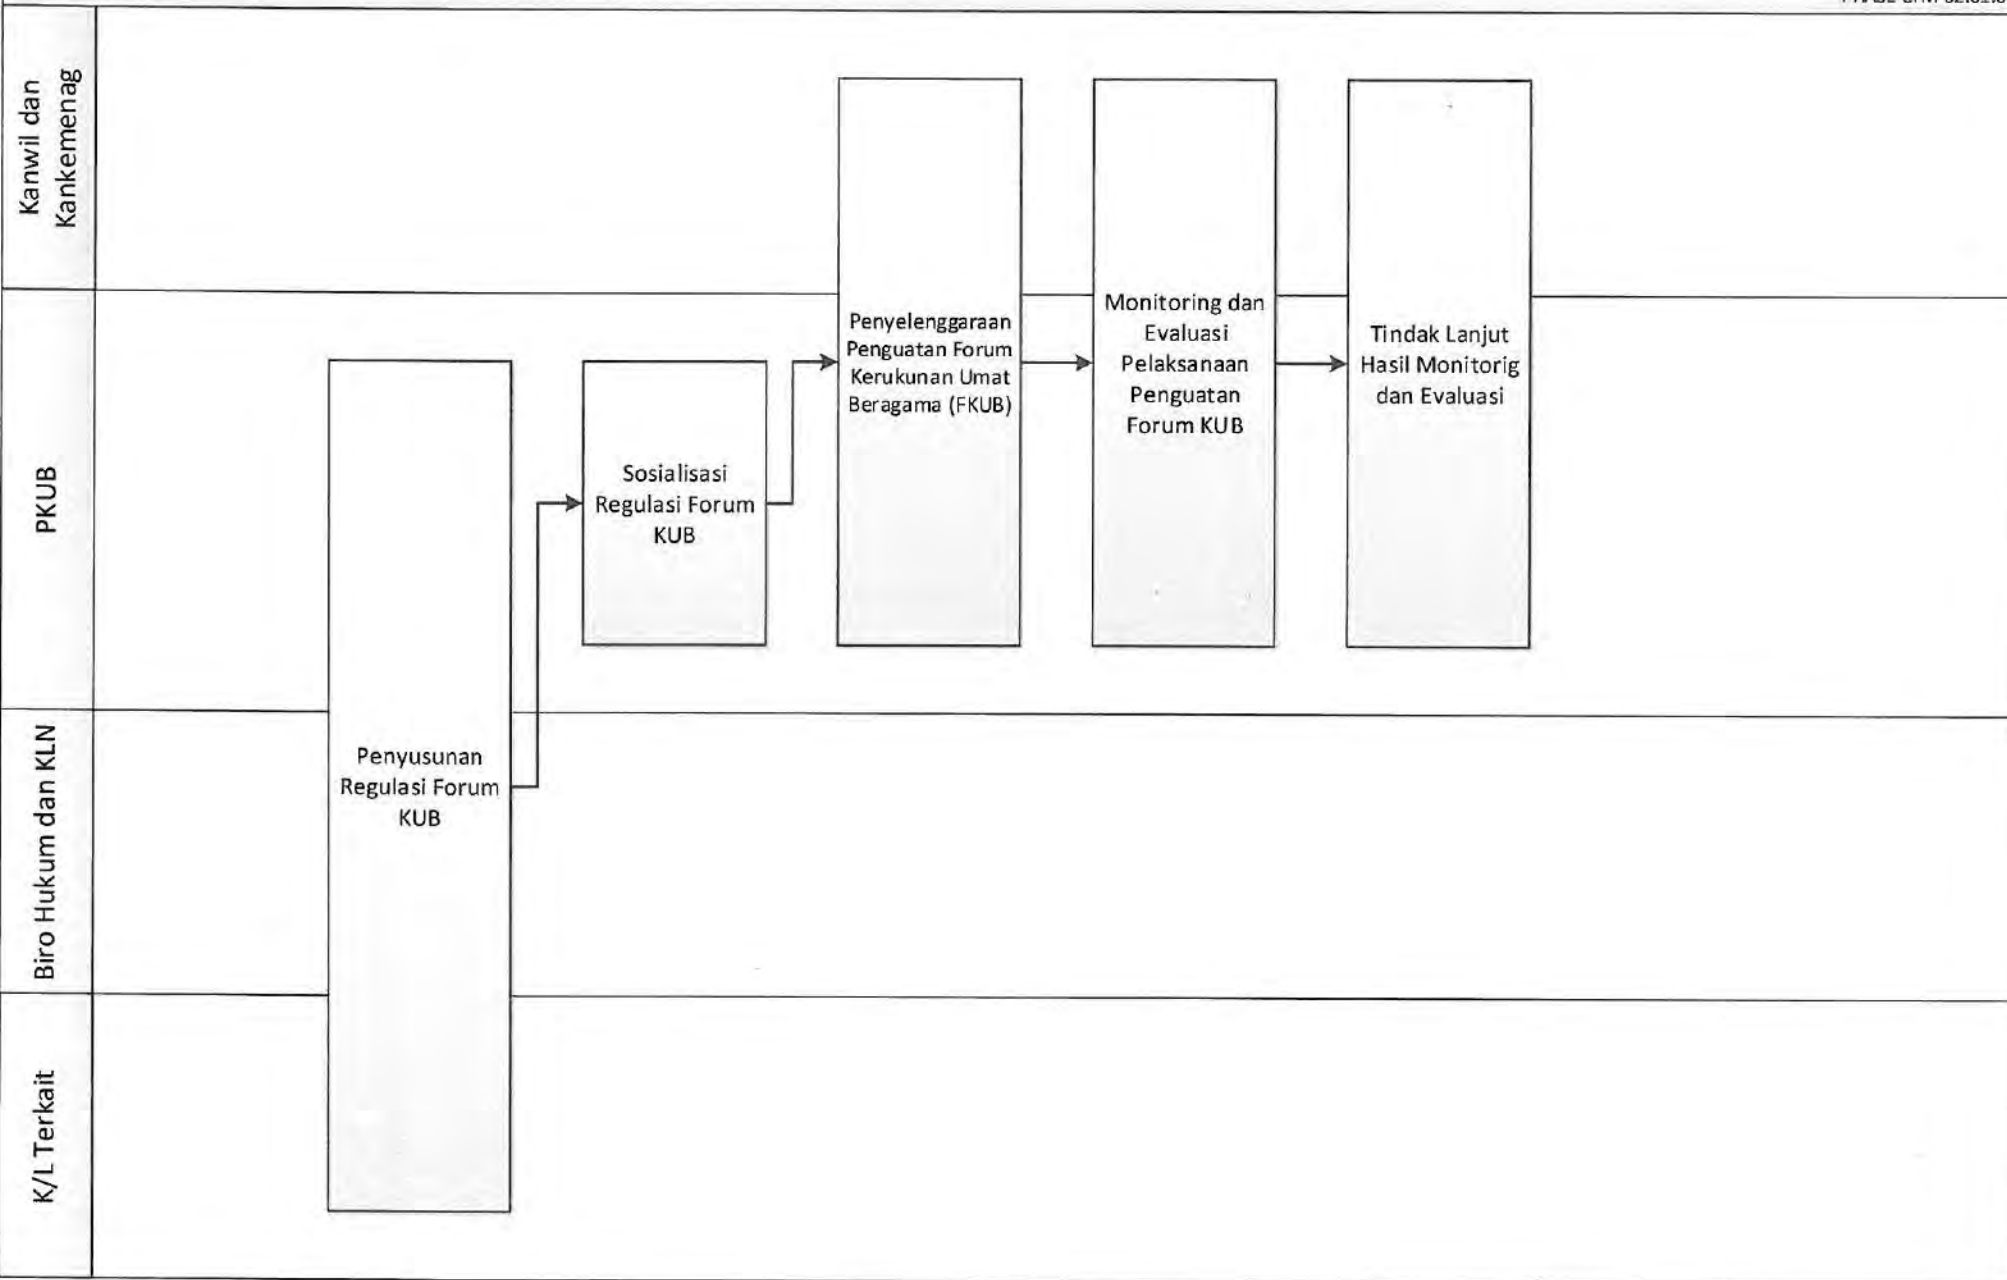 Kanwil dan
Kankemenag
Penyelenggaraan
Penguatan Forum
Kerukunan Umat
Beragama (FKUB)
Monitoring dan
Evaluasi
Pelaksanaan
Penguatan
Forum KUB
Tindak Lanjut
Hasil Monitorig
dan Evaluasi
PKUB
Sosialisasi
Regulasi Forum
KUB
Biro Hukum dan KLN
Penyusunan
Regulasi Forum
KUB
K/L Terkait